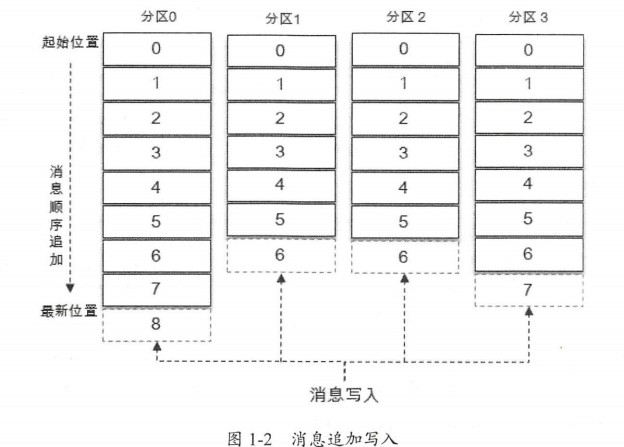 分区0 分区1 分区 2 分区 3
起始位置 0 0 0 0
1 1 1 1
2 2 2 2
3 3 3 3
4 4 4 4
5 5 5 5
6 6 6 6
7 7
8
消息顺序追加
最新位置
消息写入
图 1-2 消息追加写入